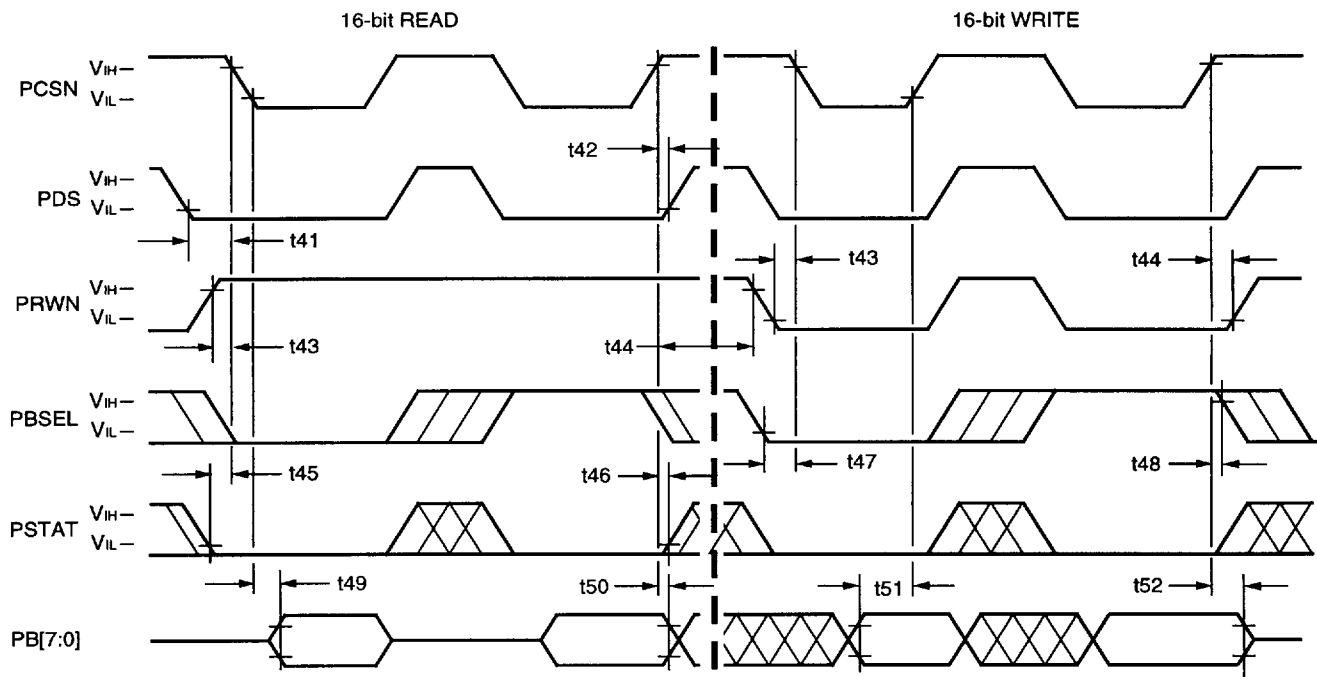 16-bit READ 16-bit WRITE
PCSN VIH VIL
t42
PDS VIH VIL
t41 t43 t44
PRWN VIH VIL
t43 t44
PBSEL VIH VIL
t45 t46 t47 t48
PSTAT VIH VIL
t49 t50 t51 t52
PB[7:0]